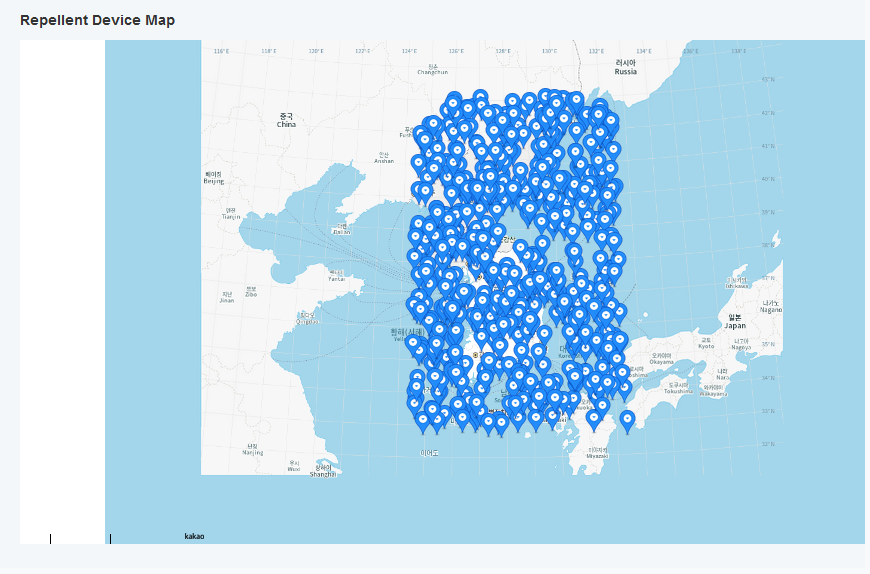 Repellent Device Map
116° E
118° E
120° E
122° E
124° E
126° E
128° E
130° E
132° E
134° E
136° E
138° E
러시아
Russia
창춘
Changchun
43° N
42° N
중국
China
41° N
안산
Anshan
베이징
Beijing
40° N
톈진
Tianjin
39° N
다롄
Dalian
38° N
옌타이
Yantai
37° N
이시카와
Ishikawa
지난
Jinan
쯔보
Zibo
나가노
Nagano
칭다오
Qingdao
일본
Japan
황해(서해)
교토
Kyoto
나고야
Nagoya
35° N
오카야마
Okayama
나라
Nara
34° N
도쿠시마
Tokushima
와카야마
Wakayama
33° N
난징
Nanjing
이어도
미야자키
Miyazaki
32° N
우시
Wuxi
상하이
Shanghai
kakao